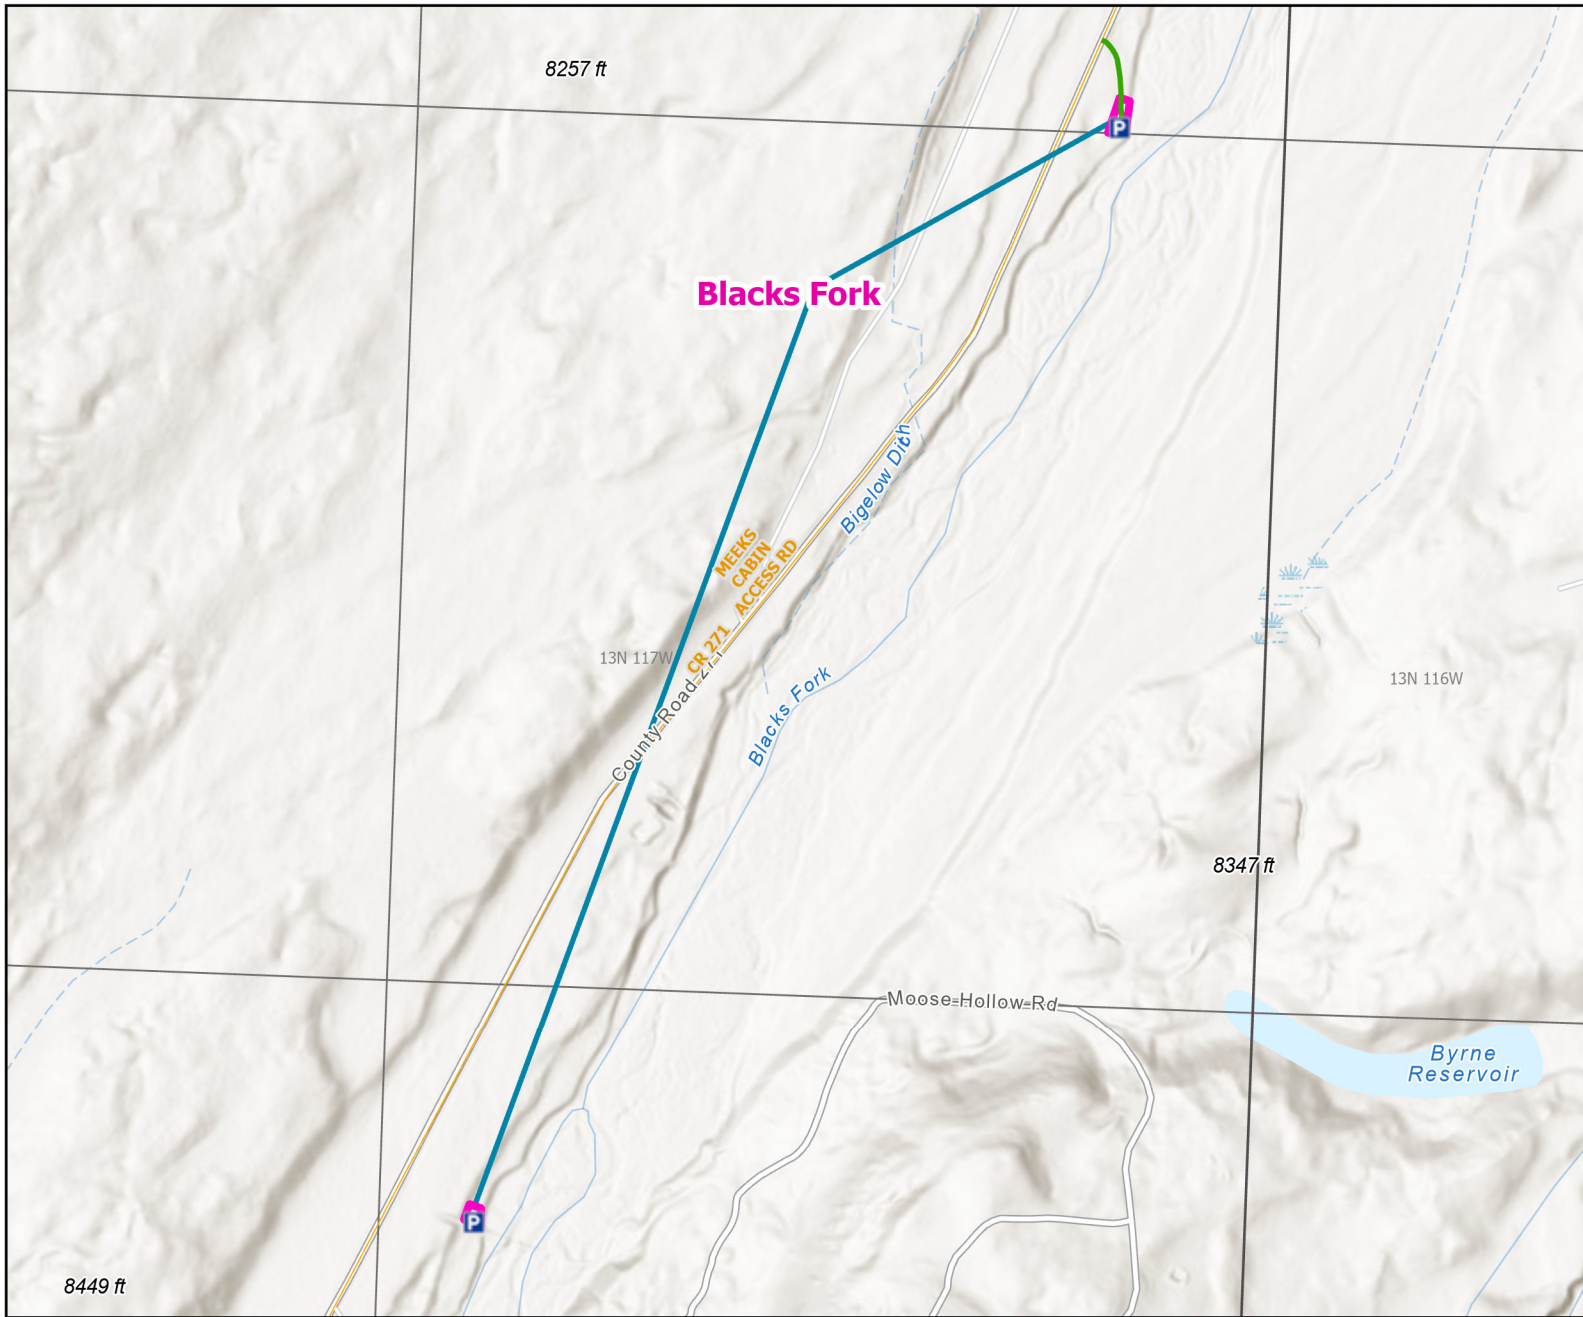 8257 ft
P
Blacks Fork
Bigelow Ditch
MEEKS
CABIN
ACCESS RD
CR 271
13N 117W
County Road 271
Blacks Fork
13N 116W
8347 ft
Moose Hollow Rd
Byrne
Reservoir
P
8449 ft